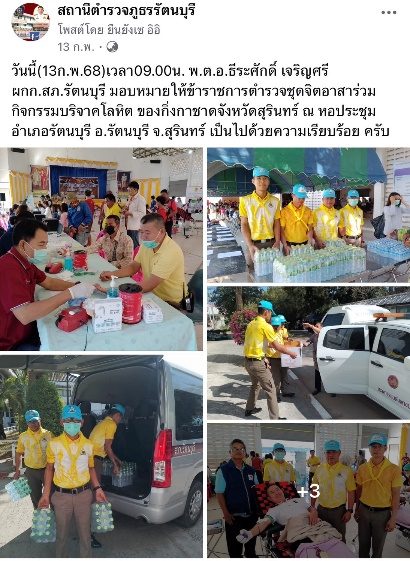 สถานีตำรวจภูธรรัตนบุรี
โพสต์โดย ยืนยังเซ อิอิ
13 ก.พ.
วันนี้(13ก.พ.68)เวลา09.00น. พ.ต.อ.ธีระศักดิ์ เจริญศรี
ผกก.สภ.รัตนบุรี มอบหมายให้ข้าราชการตำรวจชุดจิตอาสาร่วม
กิจกรรมบริจาคโลหิต ของกิ่งกาชาดจังหวัดสุรินทร์ ณ หอประชุม
อำเภอรัตนบุรี อ.รัตนบุรี จ.สุรินทร์ เป็นไปด้วยความเรียบร้อย ครับ
+3